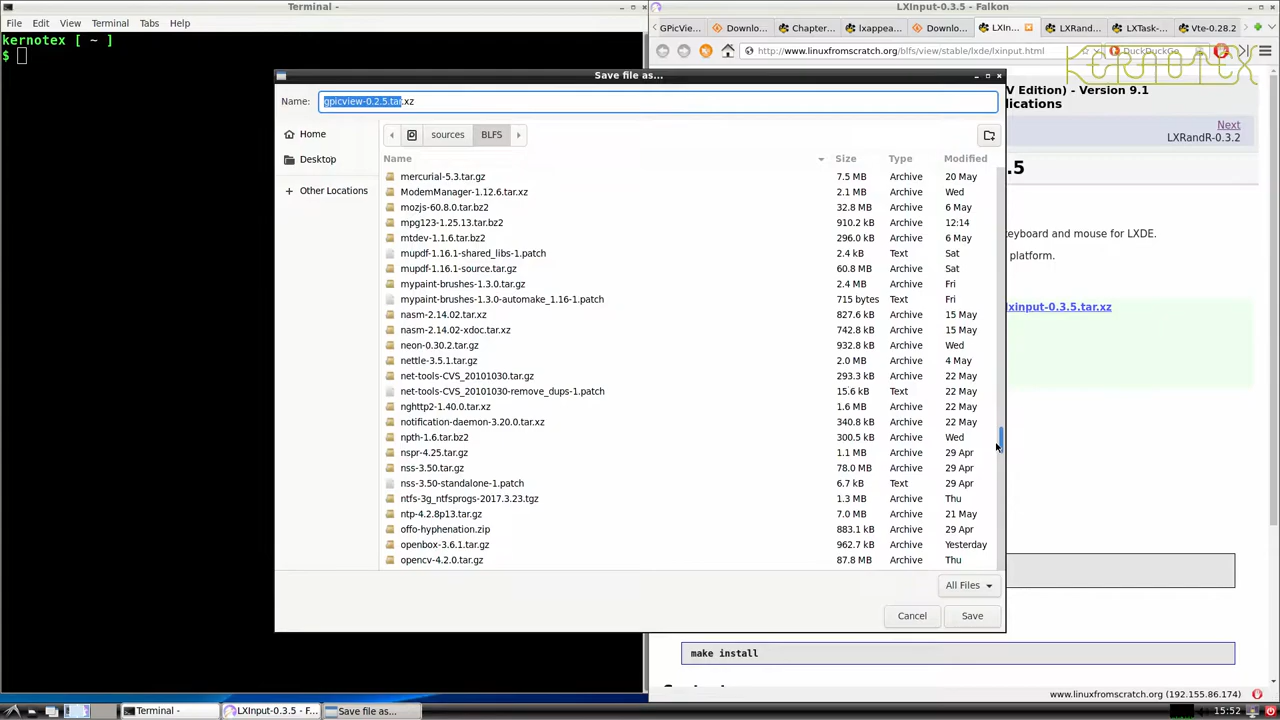 Terminal -
File Edit View Terminal Tabs Help
kernotex [ ~ ]
$
LXInput-0.3.5 - Falkon
GPicVie... Downlo... Chapter... lxappea... Downlo... LXIn... LXRand... LXTask-... Vte-0.28.2
http://www.linuxfromscratch.org/blfs/view/stable/lxde/lxinput.html
DuckDuckGo
KERNOTEX
V Edition) - Version 9.1
lications
Next
LXRandR-0.3.2
.5
eyboard and mouse for LXDE.
platform.
lxinput-0.3.5.tar.xz
make install
www.linuxfromscratch.org (192.155.86.174)
Save file as...
Name: gpicview-0.2.5.tar.xz
Home
Desktop
Other Locations
sources BLFS
Name Size Type Modified
mercurial-5.3.tar.gz 7.5 MB Archive 20 May
ModemManager-1.12.6.tar.xz 2.1 MB Archive Wed
mozjs-60.8.0.tar.bz2 32.8 MB Archive 6 May
mpg123-1.25.13.tar.bz2 910.2 kB Archive 12:14
mtdev-1.1.6.tar.bz2 296.0 kB Archive 6 May
mupdf-1.16.1-shared_libs-1.patch 2.4 kB Text Sat
mupdf-1.16.1-source.tar.gz 60.8 MB Archive Sat
mypaint-brushes-1.3.0.tar.gz 2.4 MB Archive Fri
mypaint-brushes-1.3.0-automake_1.16-1.patch 715 bytes Text Fri
nasm-2.14.02.tar.xz 827.6 kB Archive 15 May
nasm-2.14.02-xdoc.tar.xz 742.8 kB Archive 15 May
neon-0.30.2.tar.gz 932.8 kB Archive Wed
nettle-3.5.1.tar.gz 2.0 MB Archive 4 May
net-tools-CVS_20101030.tar.gz 293.3 kB Archive 22 May
net-tools-CVS_20101030-remove_dups-1.patch 15.6 kB Text 22 May
nghttp2-1.40.0.tar.xz 1.6 MB Archive 22 May
notification-daemon-3.20.0.tar.xz 340.8 kB Archive 22 May
npth-1.6.tar.bz2 300.5 kB Archive Wed
nspr-4.25.tar.gz 1.1 MB Archive 29 Apr
nss-3.50.tar.gz 78.0 MB Archive 29 Apr
nss-3.50-standalone-1.patch 6.7 kB Text 29 Apr
ntfs-3g_ntfsprogs-2017.3.23.tgz 1.3 MB Archive Thu
ntp-4.2.8p13.tar.gz 7.0 MB Archive 21 May
offo-hyphenation.zip 883.1 kB Archive 29 Apr
openbox-3.6.1.tar.gz 962.7 kB Archive Yesterday
opencv-4.2.0.tar.gz 87.8 MB Archive Thu
All Files
Cancel Save
Terminal - LXInput-0.3.5 - F... Save file as... 15:52